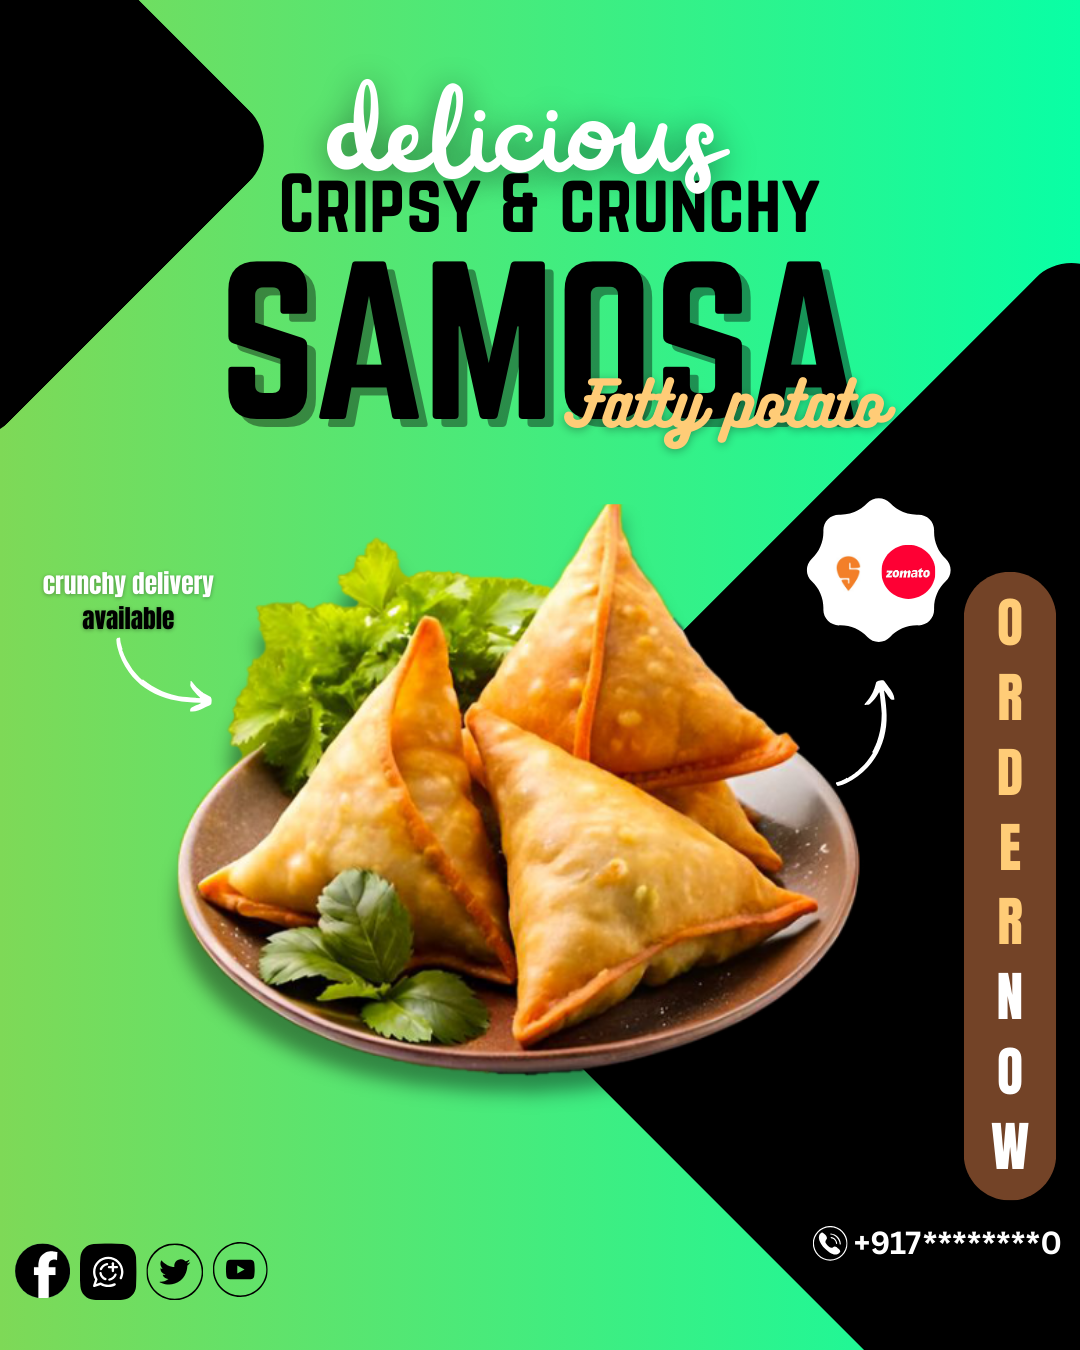 delicious
CRIPSY & CRUNCHY
SAMOSA
Fatty potato
crunchy delivery
available
zomato
ORDER NOW
+917********0